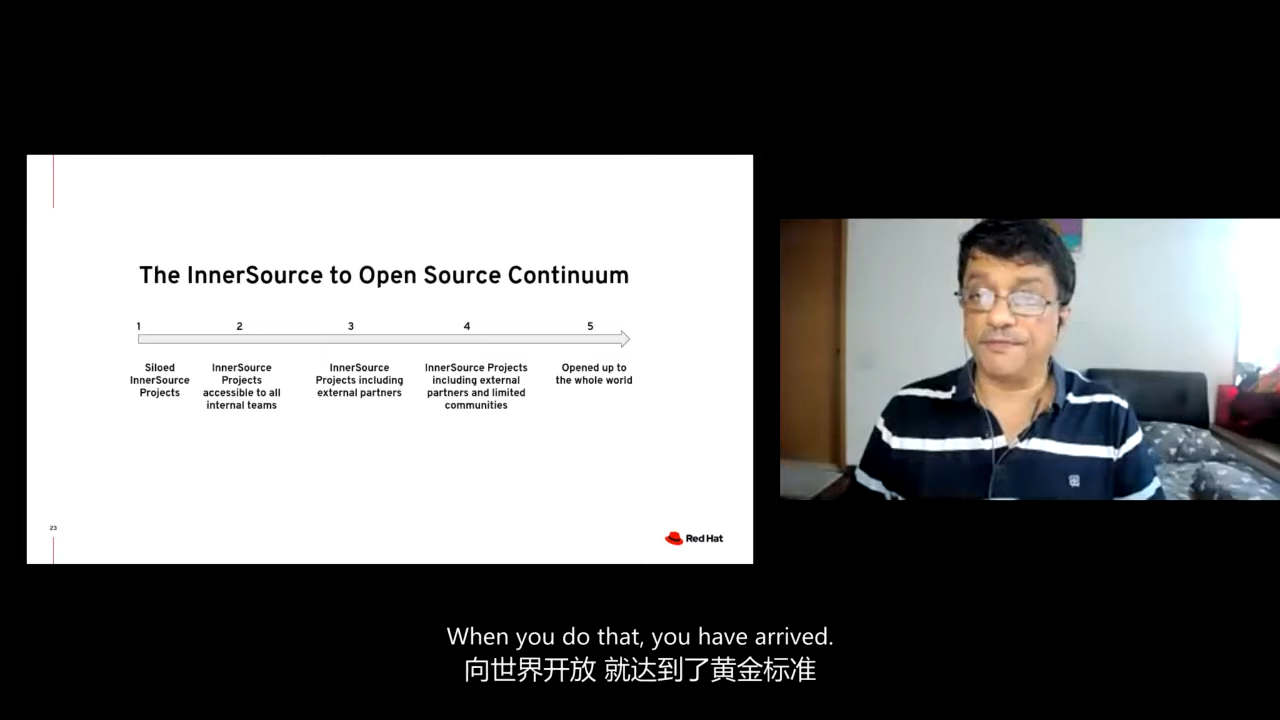 The InnerSource to Open Source Continuum
1 2 3 4 5
Siloed
InnerSource
Projects
InnerSource
Projects
accessible to all
internal teams
InnerSource
Projects including
external partners
InnerSource Projects
including external
partners and limited
communities
Opened up to
the whole world
23
Red Hat
When you do that, you have arrived.
向世界开放 就达到了黄金标准